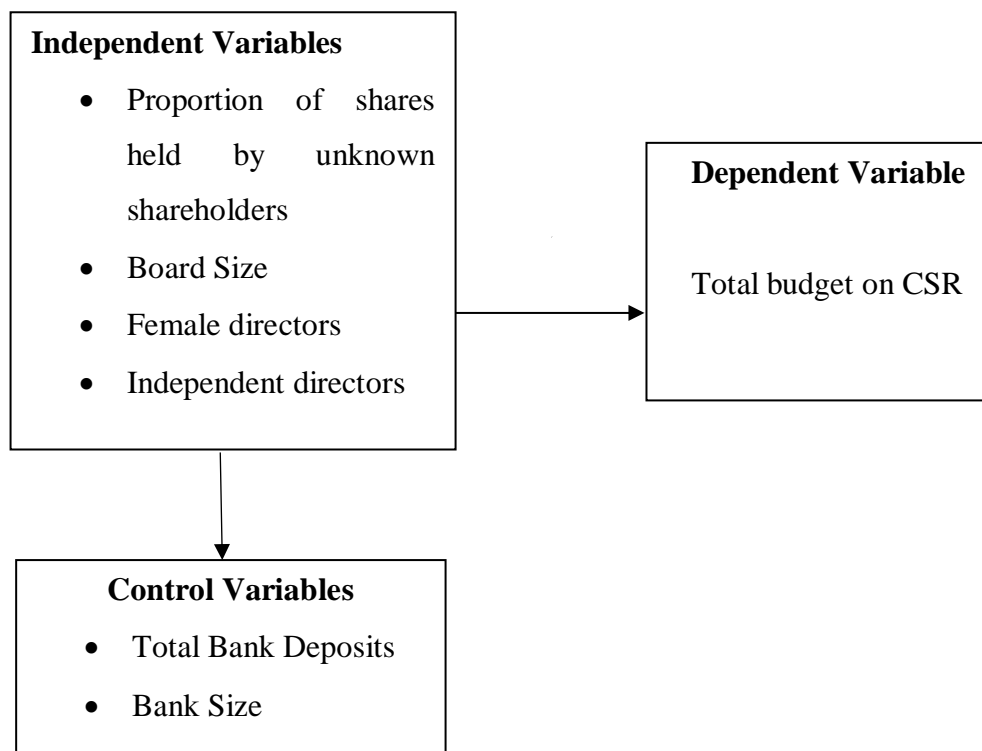 Independent Variables
• Proportion of shares
held by unknown
shareholders
• Board Size
• Female directors
• Independent directors
Dependent Variable
Total budget on CSR
Control Variables
• Total Bank Deposits
• Bank Size